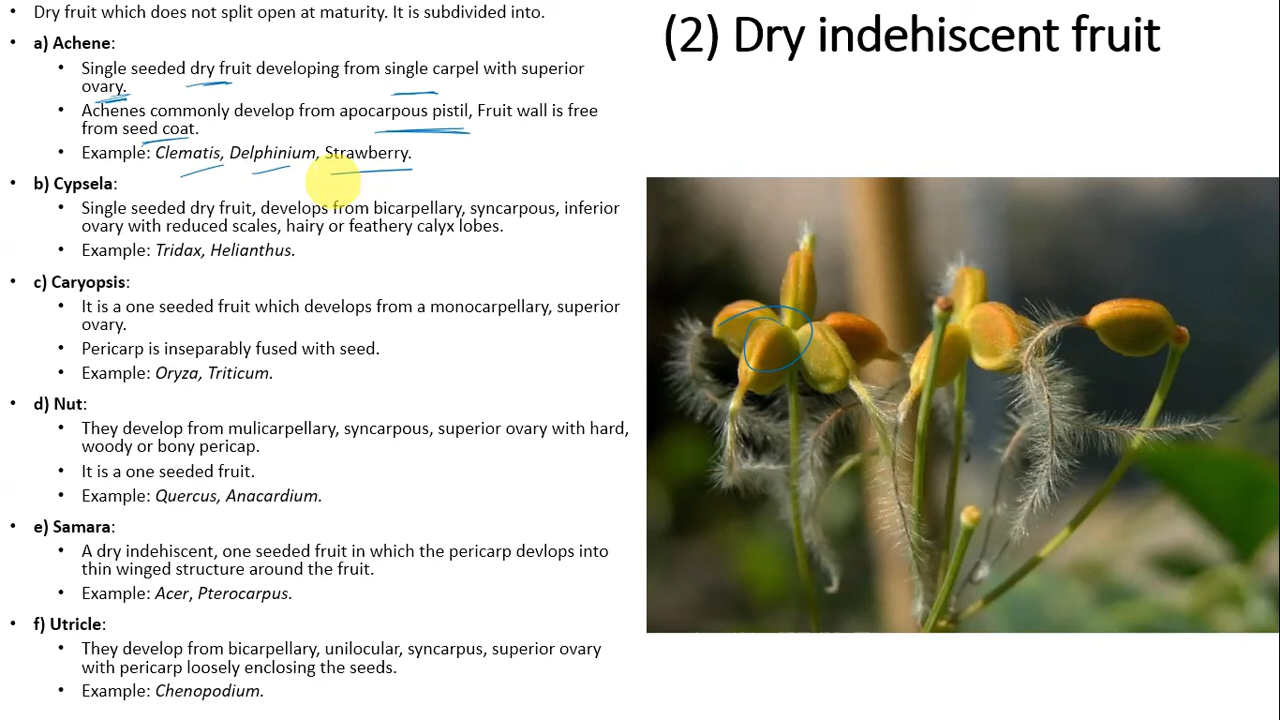 (2) Dry indehiscent fruit
• Dry fruit which does not split open at maturity. It is subdivided into.
• a) Achene:
• Single seeded dry fruit developing from single carpel with superior
ovary.
• Achenes commonly develop from apocarpous pistil, Fruit wall is free
from seed coat.
• Example: Clematis, Delphinium, Strawberry.
• b) Cypsela:
• Single seeded dry fruit, develops from bicarpellary, syncarpous, inferior
ovary with reduced scales, hairy or feathery calyx lobes.
• Example: Tridax, Helianthus.
• c) Caryopsis:
• It is a one seeded fruit which develops from a monocarpellary, superior
ovary.
• Pericarp is inseparably fused with seed.
• Example: Oryza, Triticum.
• d) Nut:
• They develop from mulicarpellary, syncarpous, superior ovary with hard,
woody or bony pericap.
• It is a one seeded fruit.
• Example: Quercus, Anacardium.
• e) Samara:
• A dry indehiscent, one seeded fruit in which the pericarp devlops into
thin winged structure around the fruit.
• Example: Acer, Pterocarpus.
• f) Utricle:
• They develop from bicarpellary, unilocular, syncarpus, superior ovary
with pericarp loosely enclosing the seeds.
• Example: Chenopodium.